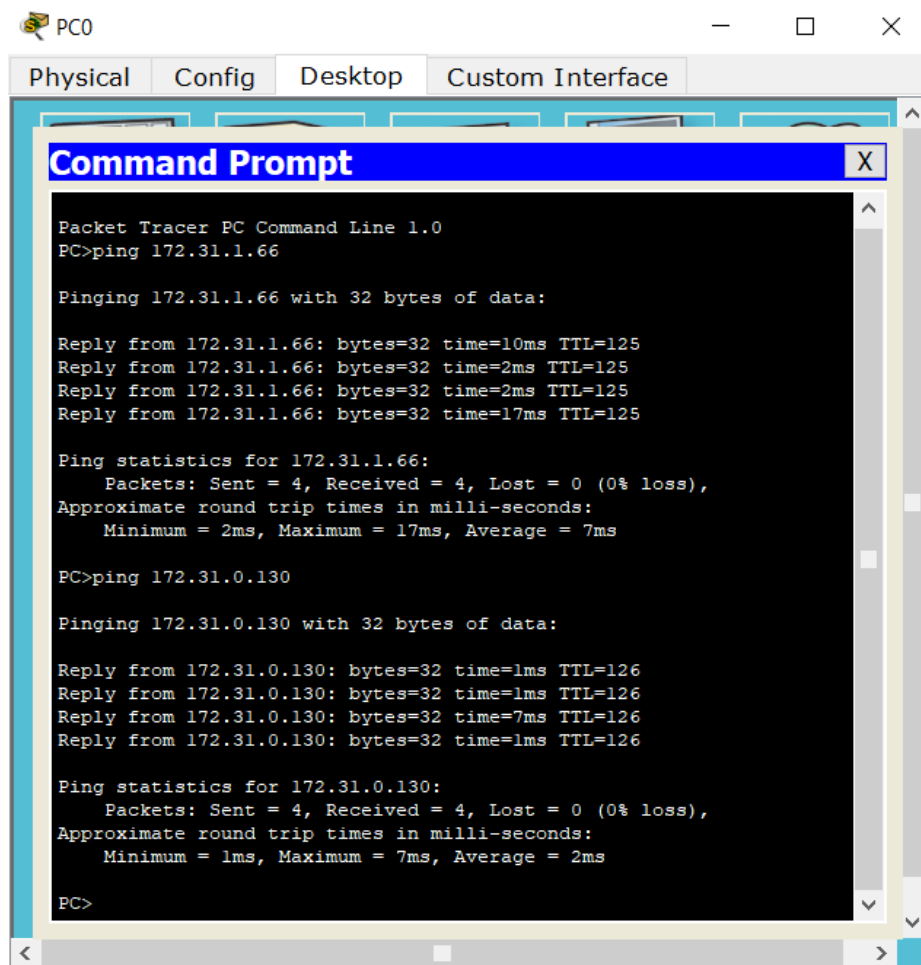 PC0
Physical Config Desktop Custom Interface
Command Prompt X
Packet Tracer PC Command Line 1.0
PC>ping 172.31.1.66
Pinging 172.31.1.66 with 32 bytes of data:
Reply from 172.31.1.66: bytes=32 time=10ms TTL=125
Reply from 172.31.1.66: bytes=32 time=2ms TTL=125
Reply from 172.31.1.66: bytes=32 time=2ms TTL=125
Reply from 172.31.1.66: bytes=32 time=17ms TTL=125
Ping statistics for 172.31.1.66:
Packets: Sent = 4, Received = 4, Lost = 0 (0% loss),
Approximate round trip times in milli-seconds:
Minimum = 2ms, Maximum = 17ms, Average = 7ms
PC>ping 172.31.0.130
Pinging 172.31.0.130 with 32 bytes of data:
Reply from 172.31.0.130: bytes=32 time=1ms TTL=126
Reply from 172.31.0.130: bytes=32 time=1ms TTL=126
Reply from 172.31.0.130: bytes=32 time=7ms TTL=126
Reply from 172.31.0.130: bytes=32 time=1ms TTL=126
Ping statistics for 172.31.0.130:
Packets: Sent = 4, Received = 4, Lost = 0 (0% loss),
Approximate round trip times in milli-seconds:
Minimum = 1ms, Maximum = 7ms, Average = 2ms
PC>